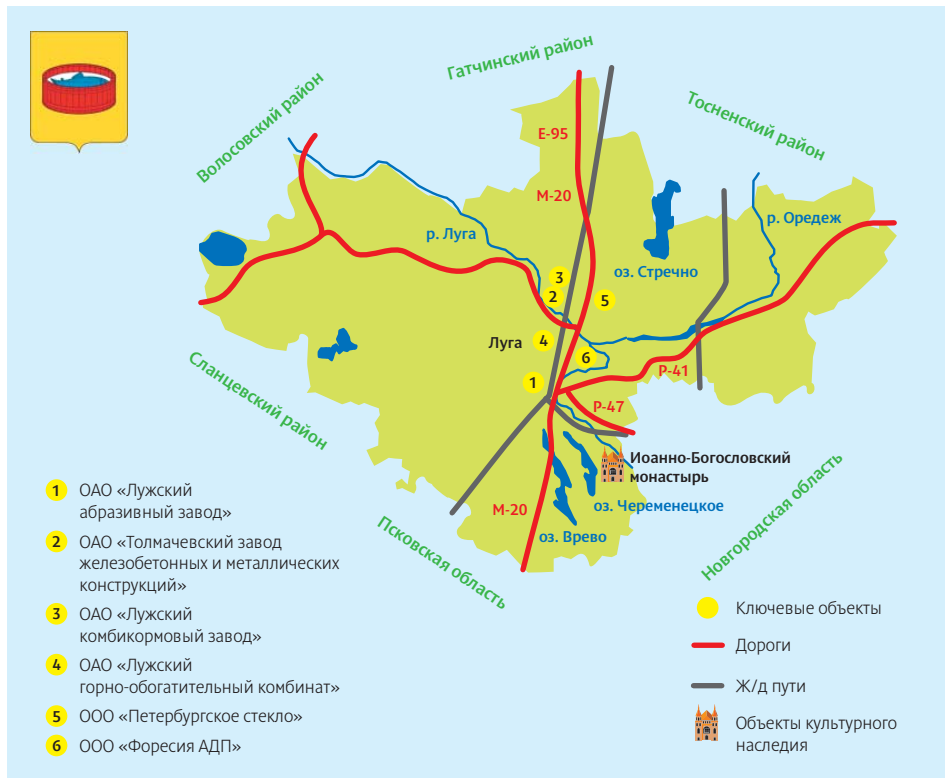 Гатчинский район
Волосовский район
Тосненский район
Е-95
М-20
р. Луга
р. Оредеж
оз. Стречно
3
2
5
Луга
4
6
1
Р-41
Р-47
Сланцевский район
Иоанно-Богословский
монастырь
оз. Череменецкое
М-20
оз. Врево
Псковская область
Новгородская область
1 ОАО «Лужский
абразивный завод»
2 ОАО «Толмачевский завод
железобетонных и металлических
конструкций»
3 ОАО «Лужский
комбикормовый завод»
4 ОАО «Лужский
горно-обогатительный комбинат»
5 ООО «Петербургское стекло»
6 ООО «Форесия АДП»
Ключевые объекты
Дороги
Ж/д пути
Объекты культурного
наследия